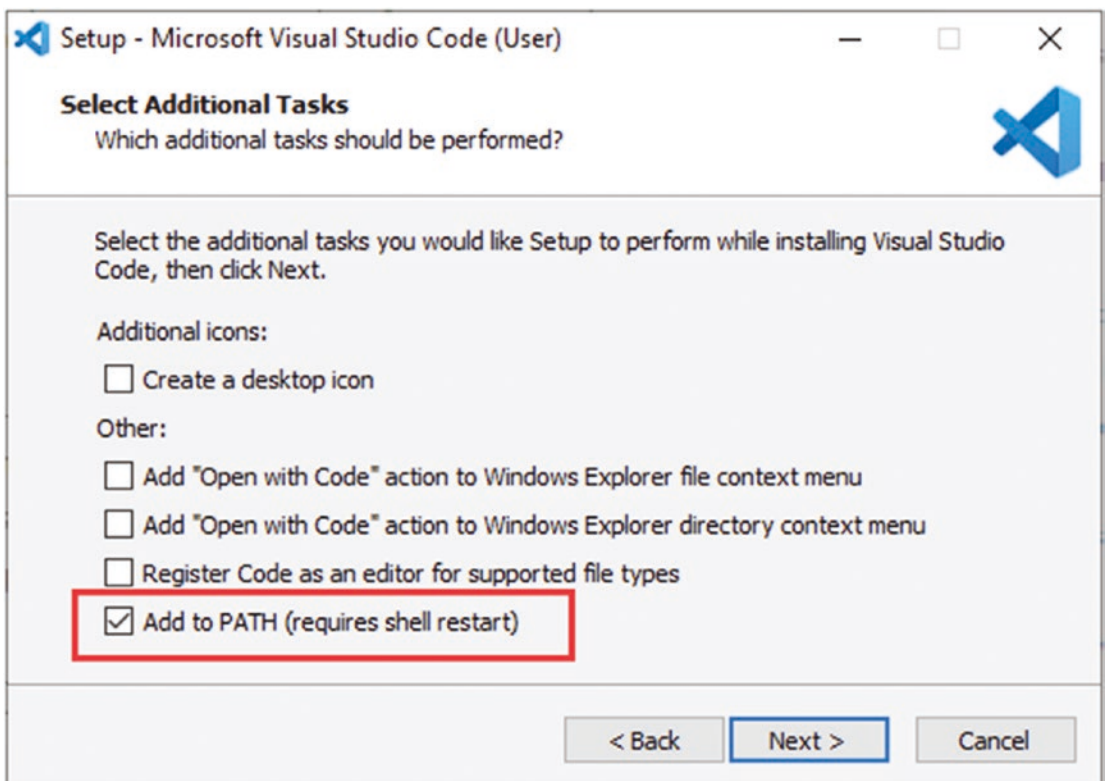 Setup - Microsoft Visual Studio Code (User)
Select Additional Tasks
Which additional tasks should be performed?
Select the additional tasks you would like Setup to perform while installing Visual Studio
Code, then click Next.
Additional icons:
Create a desktop icon
Other:
Add "Open with Code" action to Windows Explorer file context menu
Add "Open with Code" action to Windows Explorer directory context menu
Register Code as an editor for supported file types
Add to PATH (requires shell restart)
< Back Next > Cancel